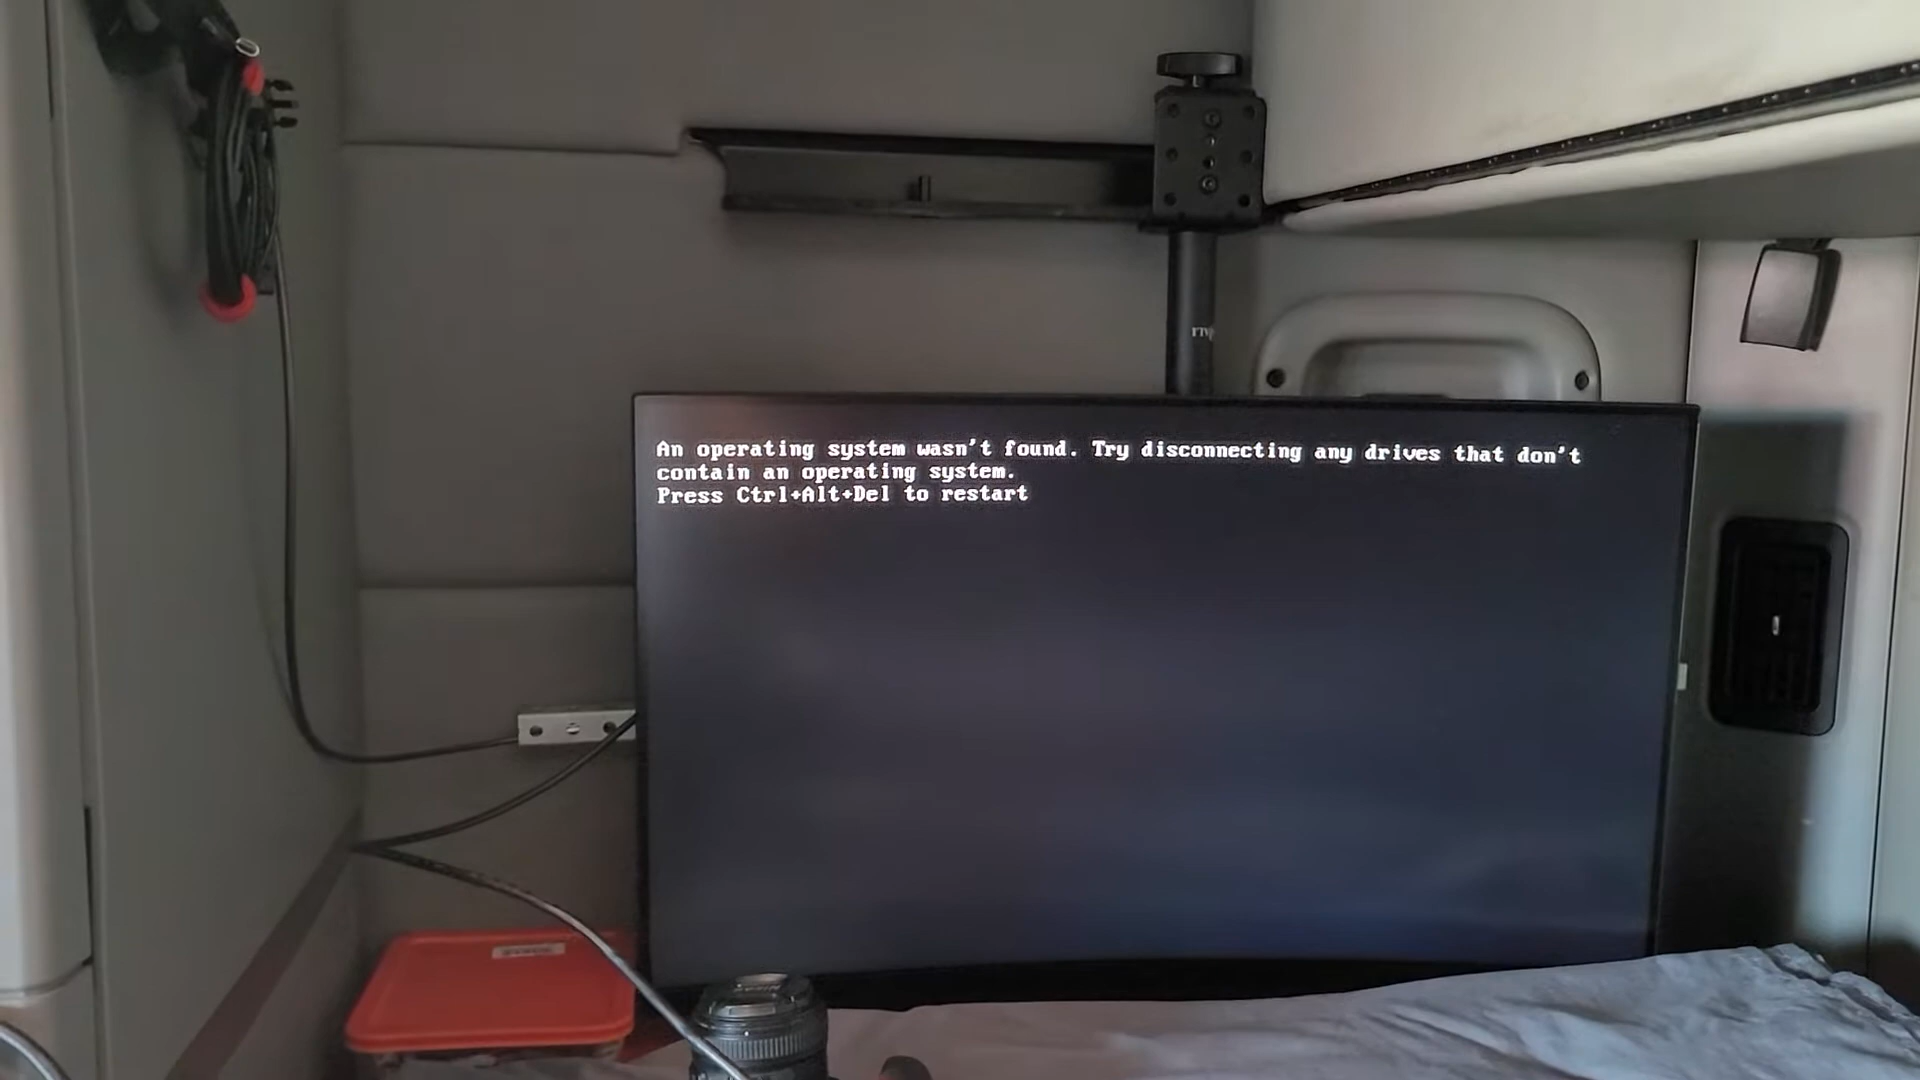 An operating system wasn't found. Try disconnecting any drives that don't
contain an operating system.
Press Ctrl+Alt+Del to restart